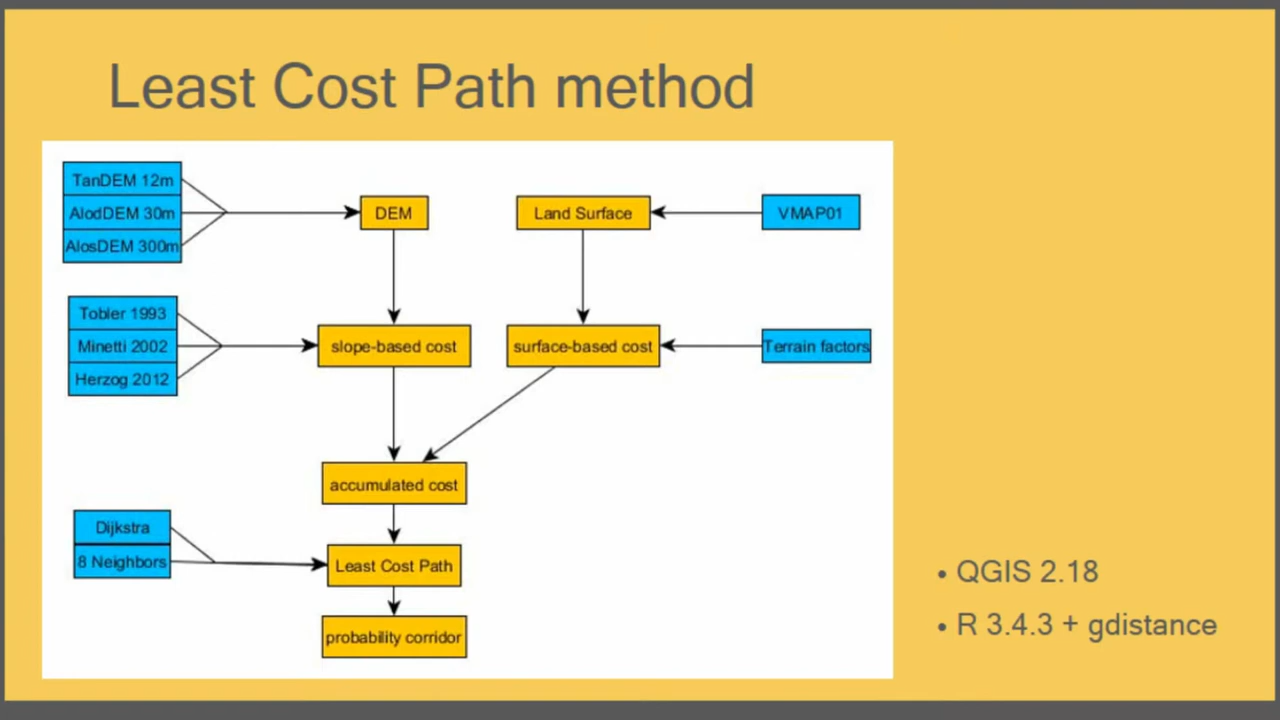 Least Cost Path method
TanDEM 12m
AlodDEM 30m
AlosDEM 300m
DEM
Land Surface
VMAP01
Tobler 1993
Minetti 2002
Herzog 2012
slope-based cost
surface-based cost
Terrain factors
accumulated cost
Dijkstra
8 Neighbors
Least Cost Path
probability corridor
• QGIS 2.18
• R 3.4.3 + gdistance